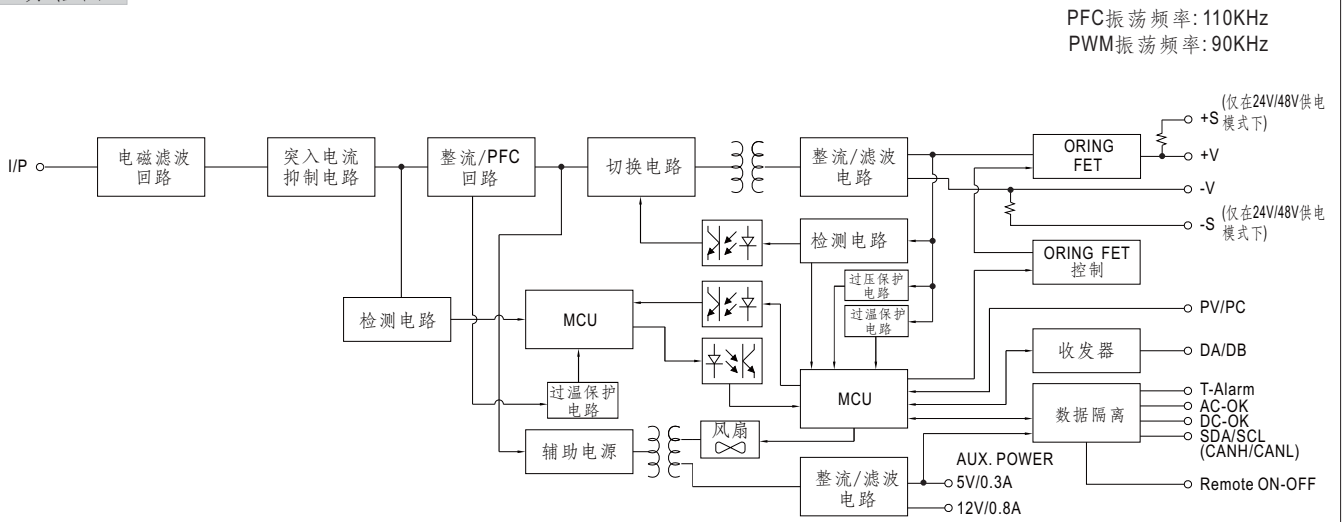 PFC振荡频率: 110KHz
PWM振荡频率: 90KHz
I/P
电磁滤波
回路
突入电流
抑制电路
整流/PFC
回路
切换电路
整流/滤波
电路
ORING
FET
+S
(仅在24V/48V供电
模式下)
+V
-V
-S
(仅在24V/48V供电
模式下)
检测电路
ORING FET
控制
过压保护
电路
过温保护
电路
检测电路
MCU
PV/PC
收发器
DA/DB
过温保护
电路
MCU
数据隔离
T-Alarm
AC-OK
DC-OK
SDA/SCL
(CANH/CANL)
辅助电源
风扇
整流/滤波
电路
AUX. POWER
5V/0.3A
12V/0.8A
Remote ON-OFF